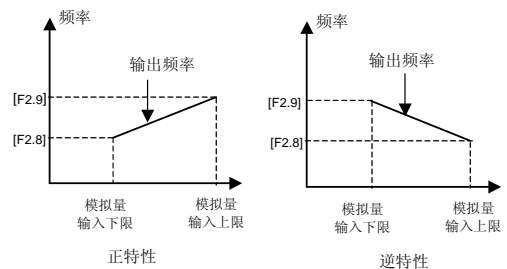 频率
输出频率
[F2.9]
[F2.8]
模拟量
输入下限
模拟量
输入上限
正特性
频率
输出频率
[F2.9]
[F2.8]
模拟量
输入下限
模拟量
输入上限
逆特性